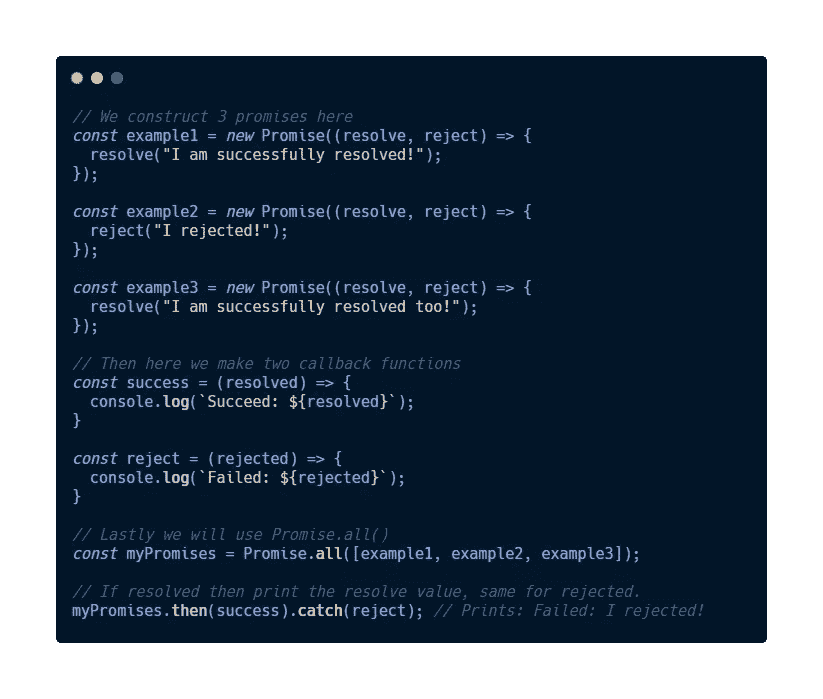 // We construct 3 promises here
const example1 = new Promise((resolve, reject) => {
  resolve("I am successfully resolved!");
});

const example2 = new Promise((resolve, reject) => {
  reject("I rejected!");
});

const example3 = new Promise((resolve, reject) => {
  resolve("I am successfully resolved too!");
});

// Then here we make two callback functions
const success = (resolved) => {
  console.log(`Succeed: ${resolved}`);
}

const reject = (rejected) => {
  console.log(`Failed: ${rejected}`);
}

// Lastly we will use Promise.all()
const myPromises = Promise.all([example1, example2, example3]);

// If resolved then print the resolve value, same for rejected.
myPromises.then(success).catch(reject); // Prints: Failed: I rejected!